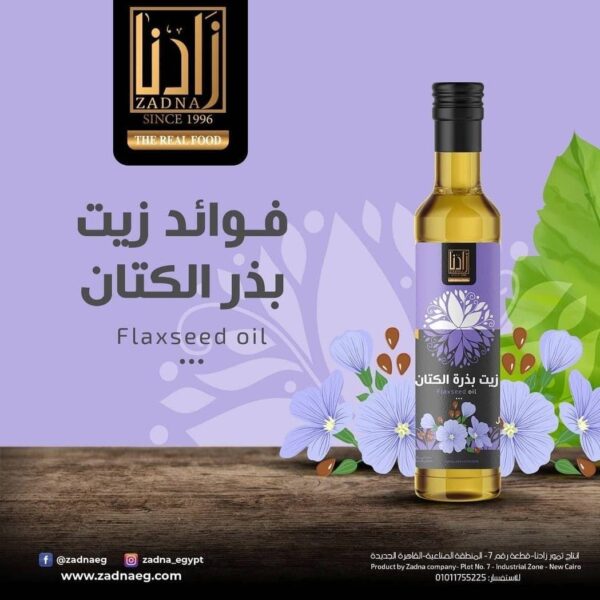 زادنا
ZADNA
SINCE 1996
THE REAL FOOD
فوائد زيت
بذر الكتان
Flaxseed oil
زادنا
زيت بذرة الكتان
Flaxseed oil
@zadnaeg
zadna_egypt
www.zadnaeg.com
انتاج تمور زادنا-قطعة رقم 7- المنطقة الصناعية-القاهرة الجديدة
Product by Zadna company- Plot No. 7 - Industrial Zone - New Cairo
للاستفسار: 01011755225